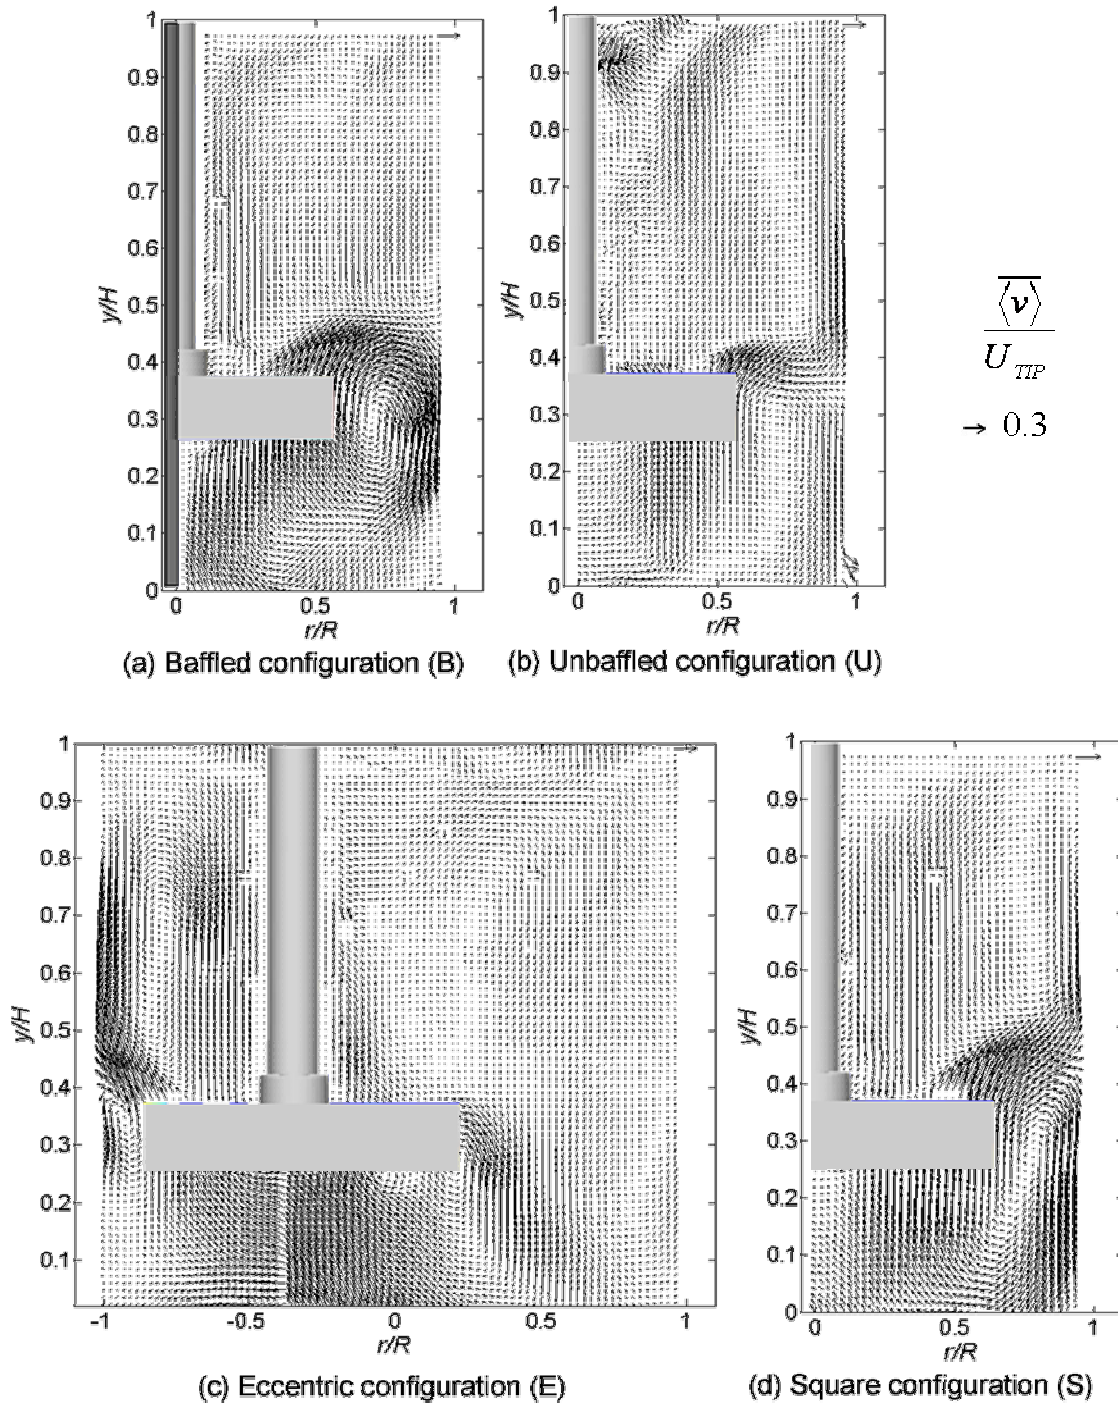 1
0.9
0.8
0.7
0.6
0.5
0.4
0.3
0.2
0.1
0
y/H
0 0.5 1
r/R
(a) Baffled configuration (B)
1
0.9
0.8
0.7
0.6
0.5
0.4
0.3
0.2
0.1
0
y/H
0 0.5 1
r/R
(b) Unbaffled configuration (U)
⟨v⟩
U TIP
→ 0.3
1
0.9
0.8
0.7
0.6
0.5
0.4
0.3
0.2
0.1
y/H
-1 -0.5 0 0.5 1
r/R
(c) Eccentric configuration (E)
1
0.9
0.8
0.7
0.6
0.5
0.4
0.3
0.2
0.1
0
y/H
0 0.5 1
r/R
(d) Square configuration (S)